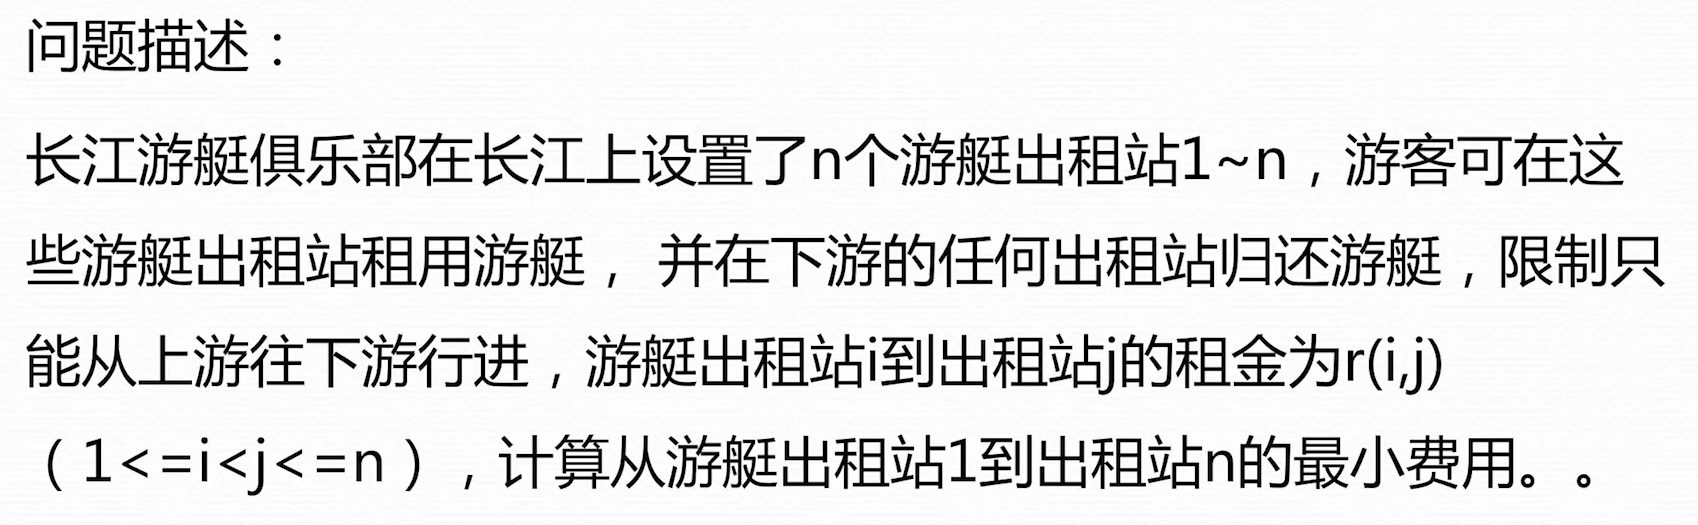 问题描述：
长江游艇俱乐部在长江上设置了n个游艇出租站1~n，游客可在这
些游艇出租站租用游艇， 并在下游的任何出租站归还游艇，限制只
能从上游往下游行进，游艇出租站i到出租站j的租金为r(i,j)
（1<=i<j<=n），计算从游艇出租站1到出租站n的最小费用。。